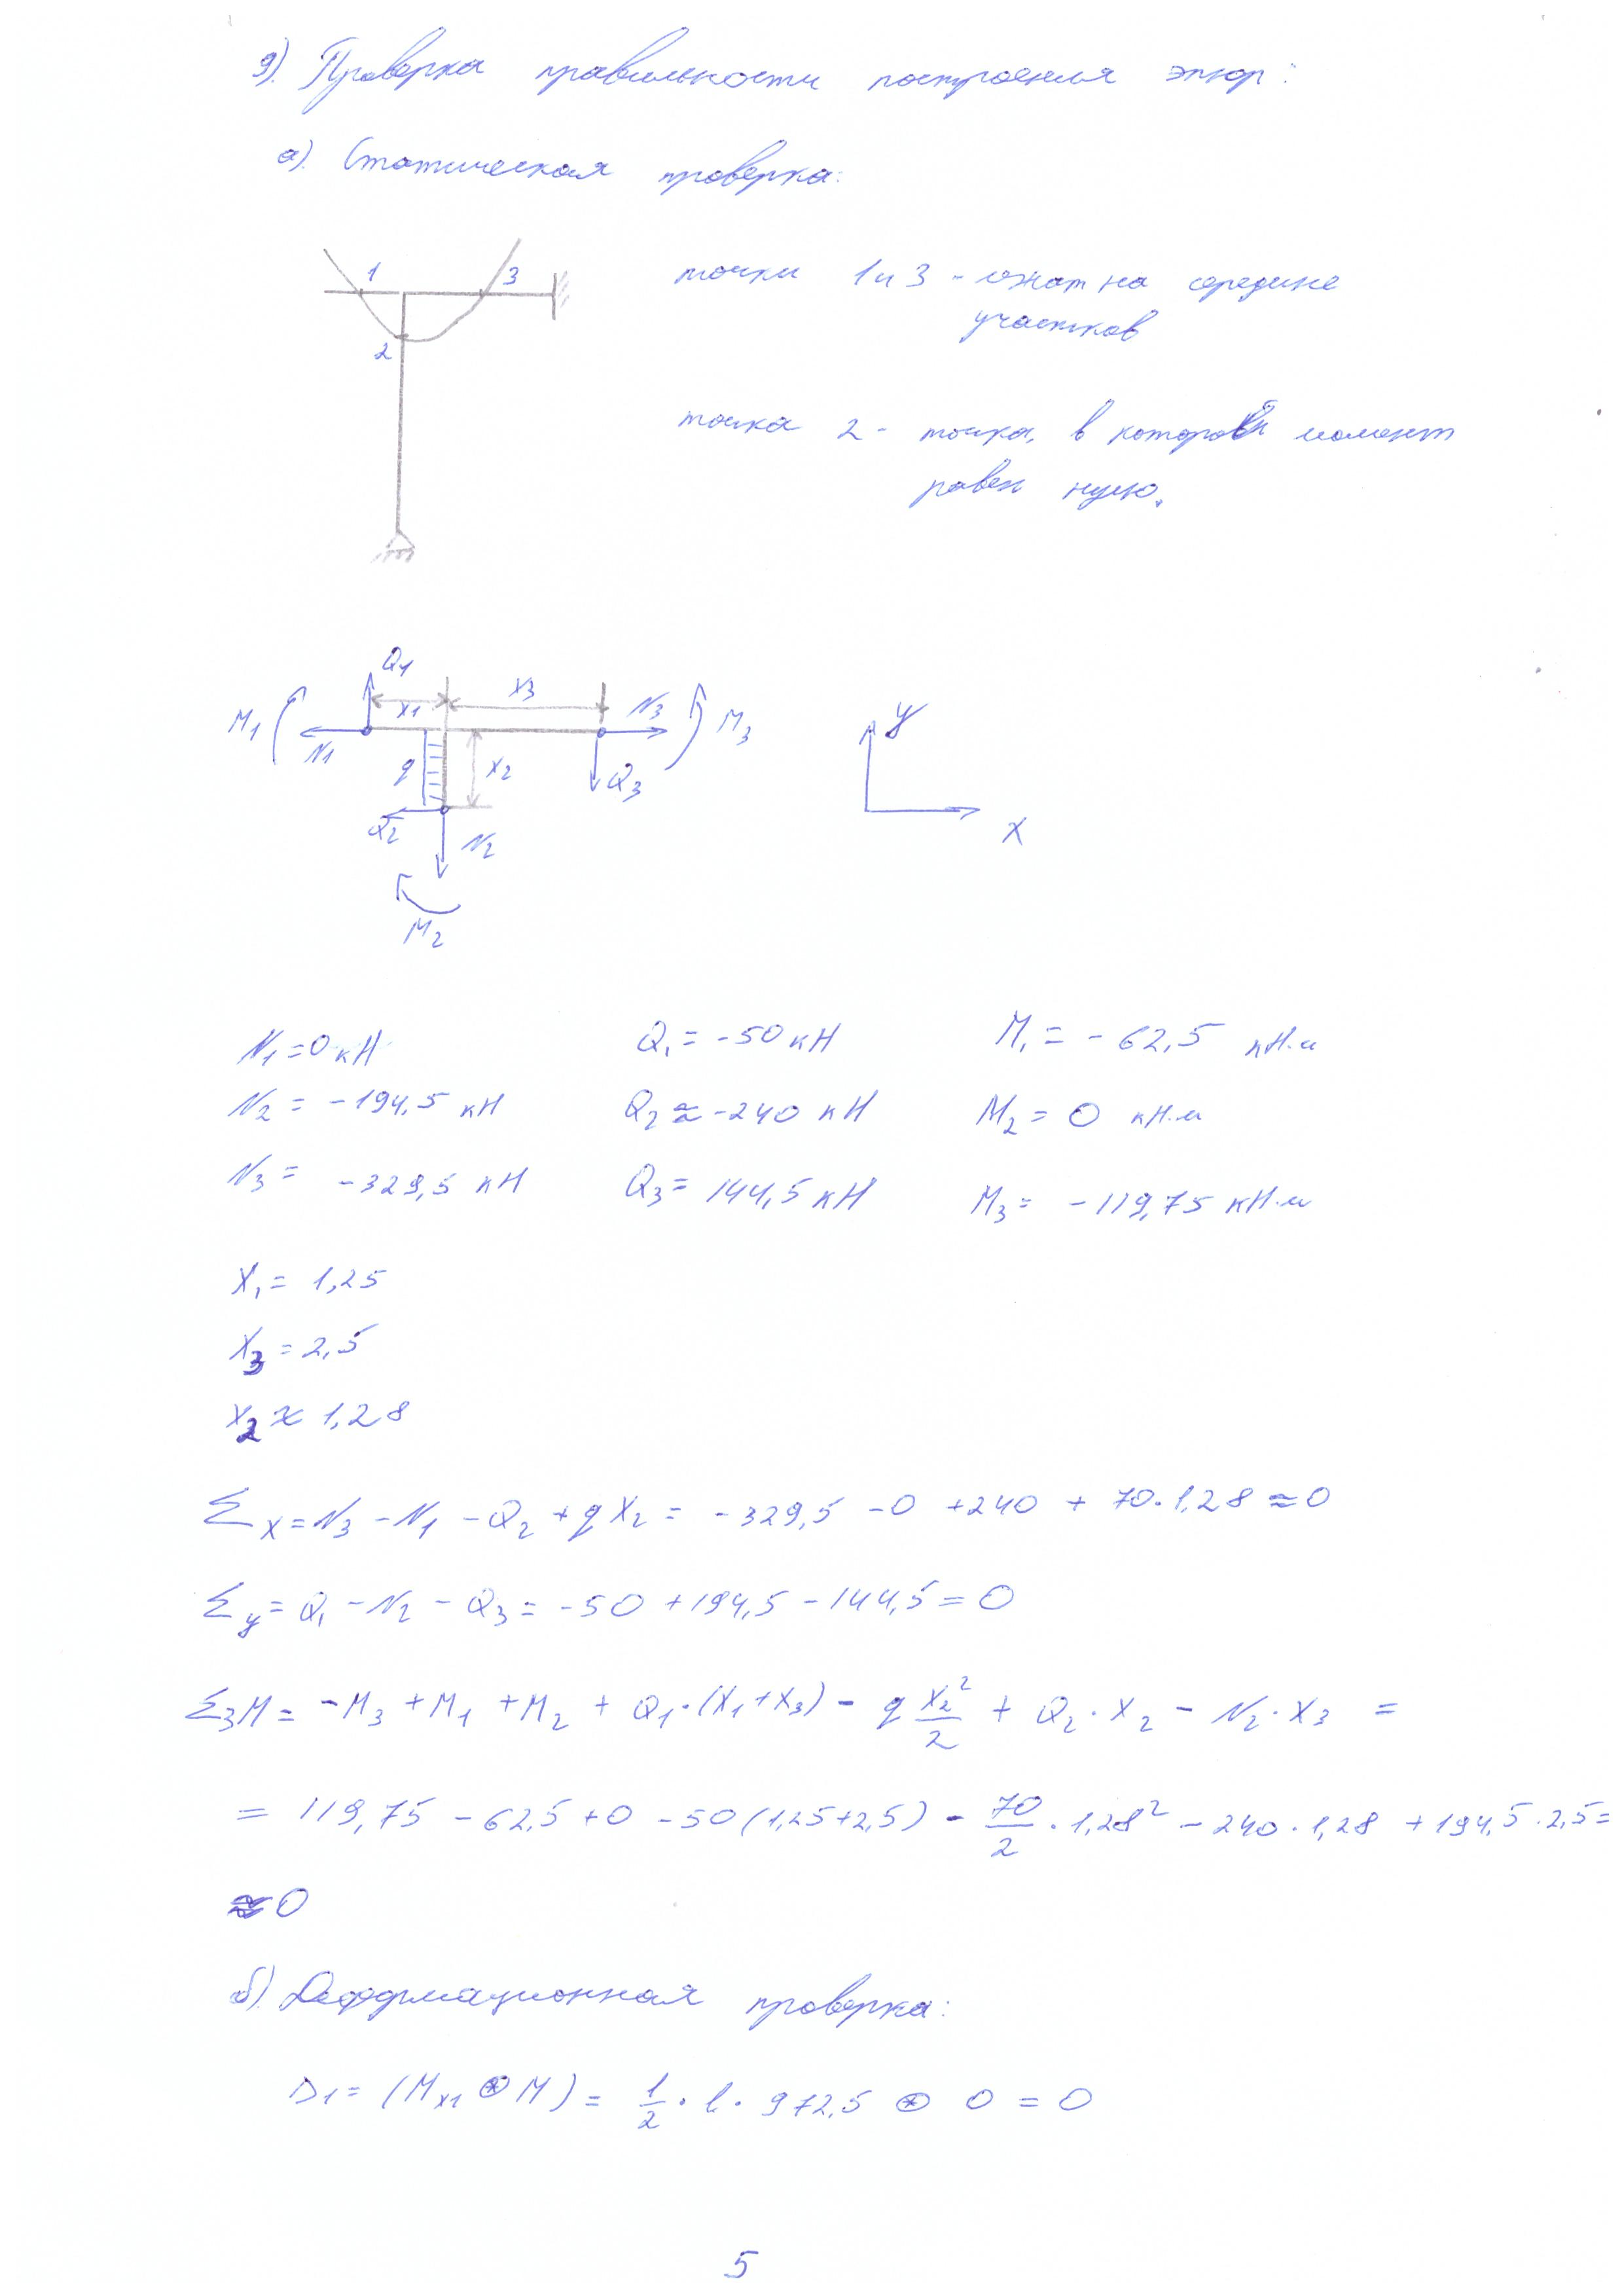 9). Проверка правильности построения эпюр:
а). Статическая проверка:
1
3
2
точки 1 и 3 - лежат на середине
участков
точка 2 - точка, в которой момент
равен нулю.
Q1
M1
N1
x1
x3
N3
M3
q
x2
Q3
Q2
N2
M2
y
x
N1 = 0 кН
Q1 = -50 кН
M1 = -62,5 кН·м
N2 = -194,5 кН
Q2 ≈ -240 кН
M2 = 0 кН·м
N3 = -329,5 кН
Q3 = 144,5 кН
M3 = -119,75 кН·м
x1 = 1,25
x3 = 2,5
x2 ≈ 1,28
Σx = N3 - N1 - Q2 + qx2 = -329,5 - 0 + 240 + 70·1,28 ≈ 0
Σy = Q1 - N2 - Q3 = -50 + 194,5 - 144,5 = 0
Σ3M = -M3 + M1 + M2 + Q1·(x1+x3) - q x2²/2 + Q2·x2 - N2·x3 =
= 119,75 - 62,5 + 0 - 50(1,25+2,5) - 70/2 · 1,28² - 240·1,28 + 194,5·2,5 =
≈ 0
б). Деформационная проверка:
Δ1 = (Mx1 ⊛ M) = 1/2 · l · 972,5 ⊛ 0 = 0
5